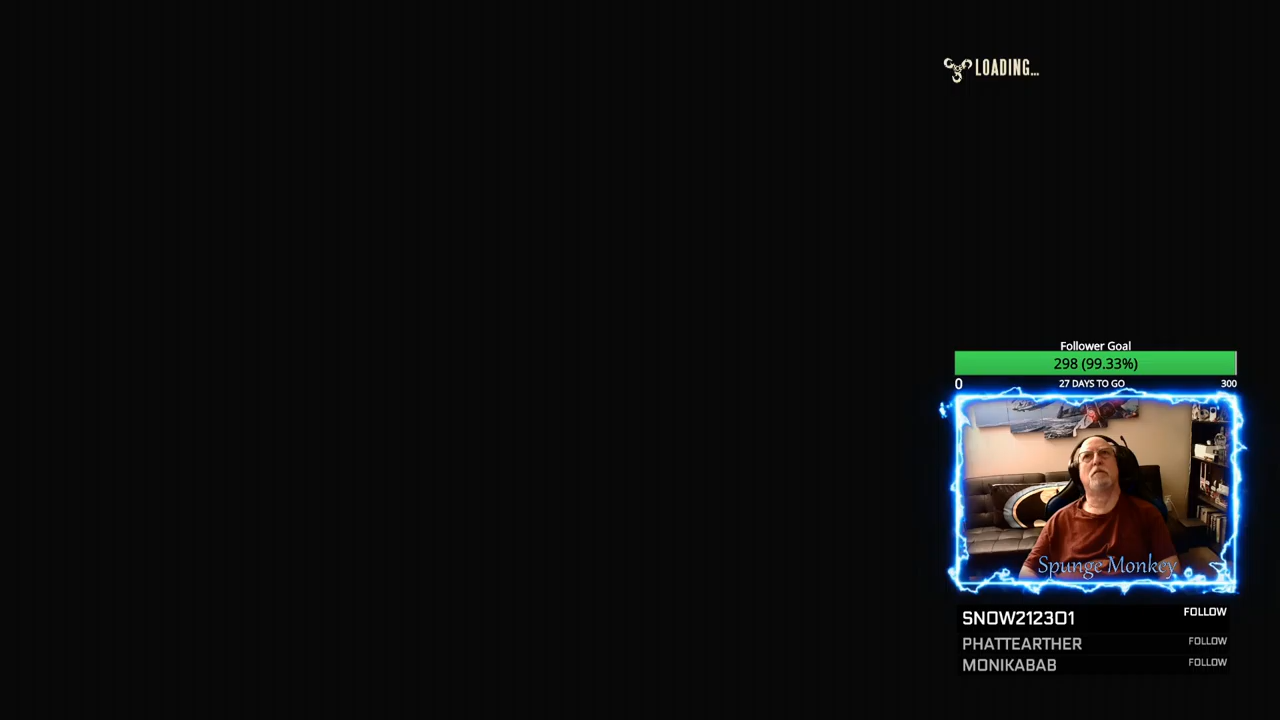 LOADING...
Follower Goal
298 (99.33%)
0 27 DAYS TO GO 300
Spunge Monkey
SNOW212301 FOLLOW
PHATTEARTHER FOLLOW
MONIKABAB FOLLOW